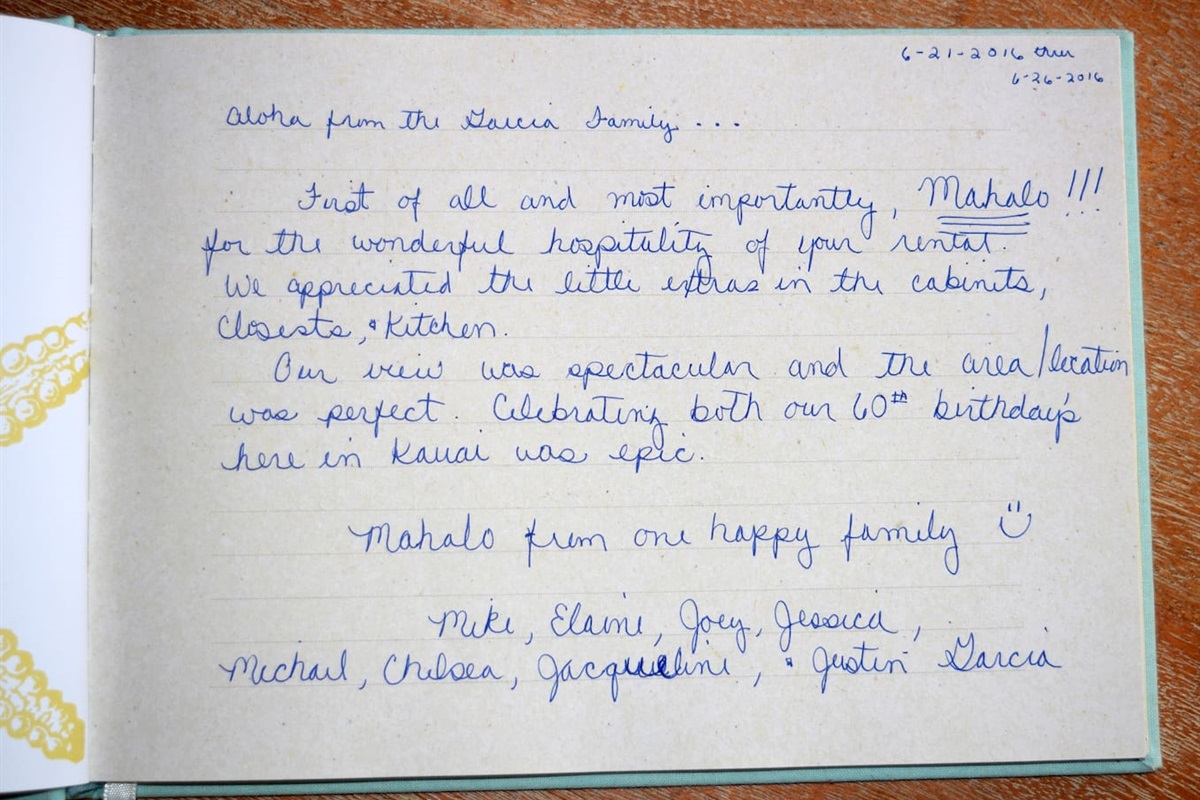 6-21-2016 thru
6-26-2016
Aloha from the Garcia Family...
First of all and most importantly, Mahalo!!!
for the wonderful hospitality of your rental.
We appreciated the little extras in the cabinets,
Closests, & Kitchen.
Our view was spectacular and the area/location
was perfect. Celebrating both our 60th birthday's
here in Kauai was epic.
Mahalo from one happy family :)
Mike, Elaine, Joey, Jessica,
Michael, Chelsea, Jacqueline, & Justin Garcia